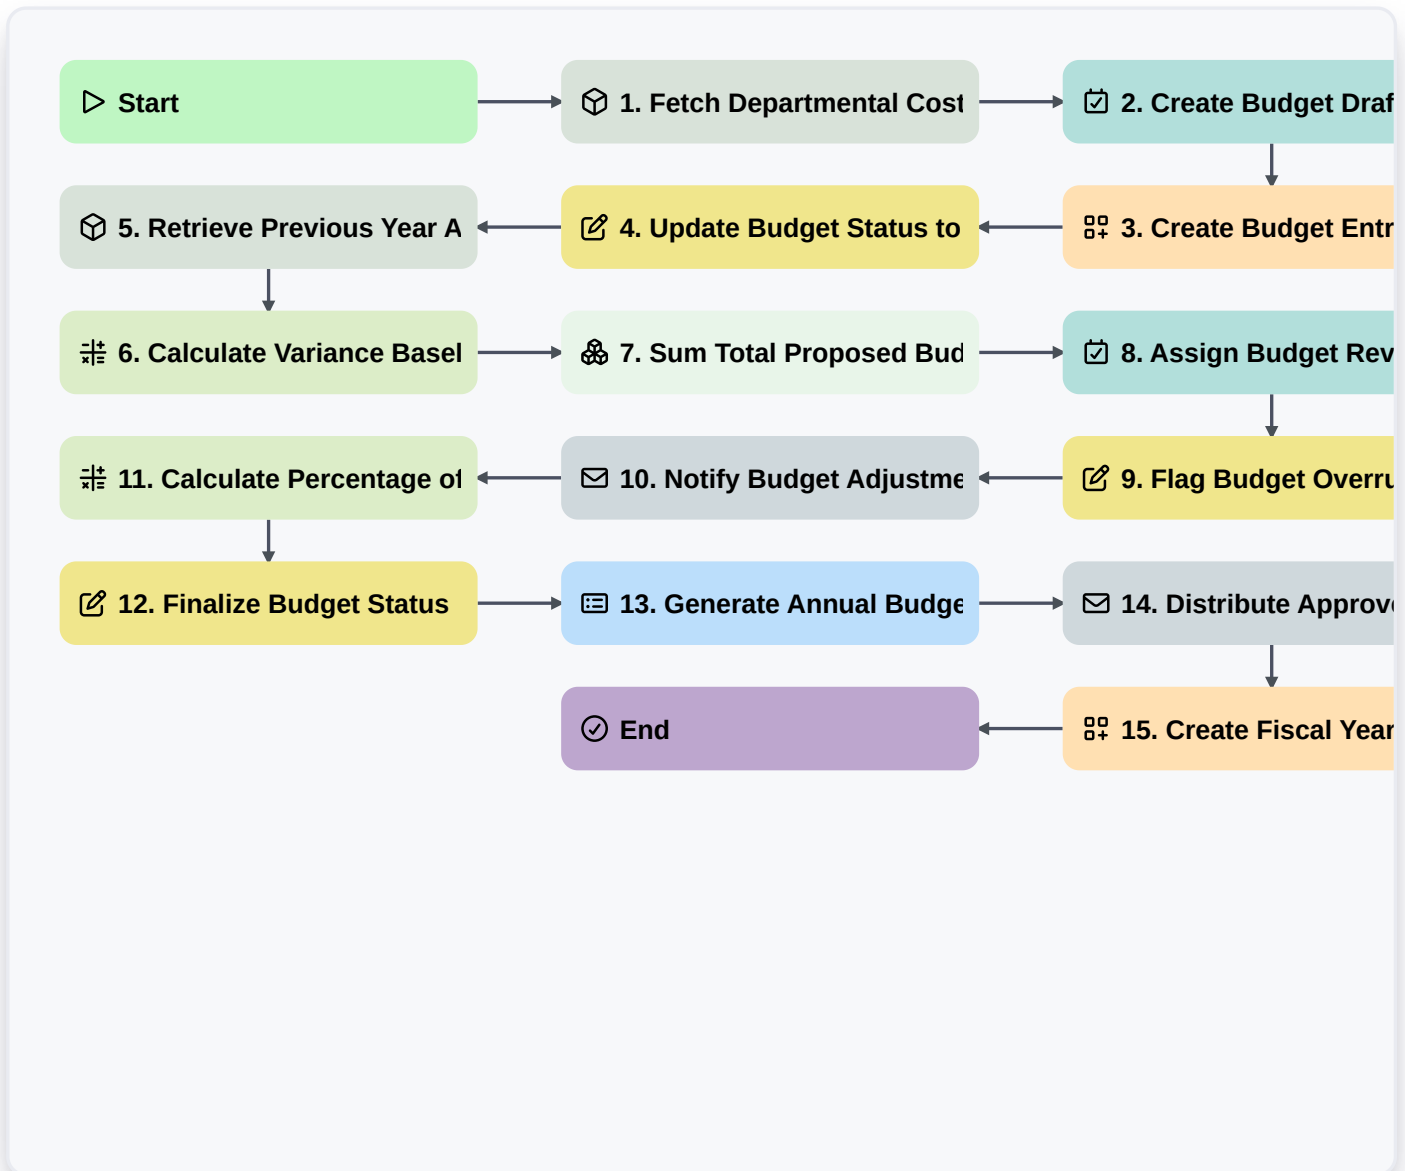 Start
1. Fetch Departmental Cost
2. Create Budget Draf
5. Retrieve Previous Year A
4. Update Budget Status to
3. Create Budget Entr
6. Calculate Variance Basel
7. Sum Total Proposed Bud
8. Assign Budget Rev
11. Calculate Percentage of
10. Notify Budget Adjustme
9. Flag Budget Overru
12. Finalize Budget Status
13. Generate Annual Budge
14. Distribute Approve
End
15. Create Fiscal Year